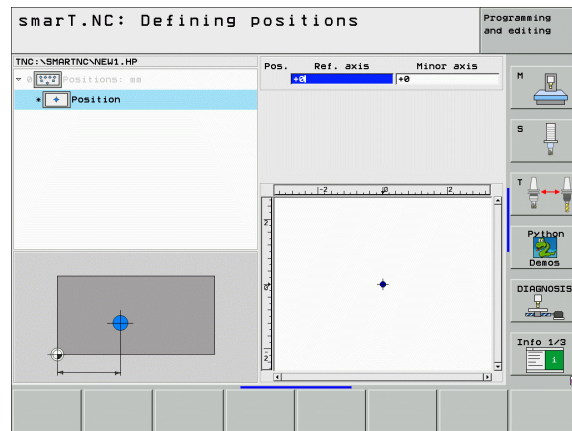 smarT.NC: Defining positions
Programming
and editing
TNC:\SMARTNC\NEW1.HP
0 Positions: mm
* Position
Pos. Ref. axis Minor axis
+0 +0
M
S
T
Python
Demos
DIAGNOSIS
Info 1/3
-2 0 2
2
0
2